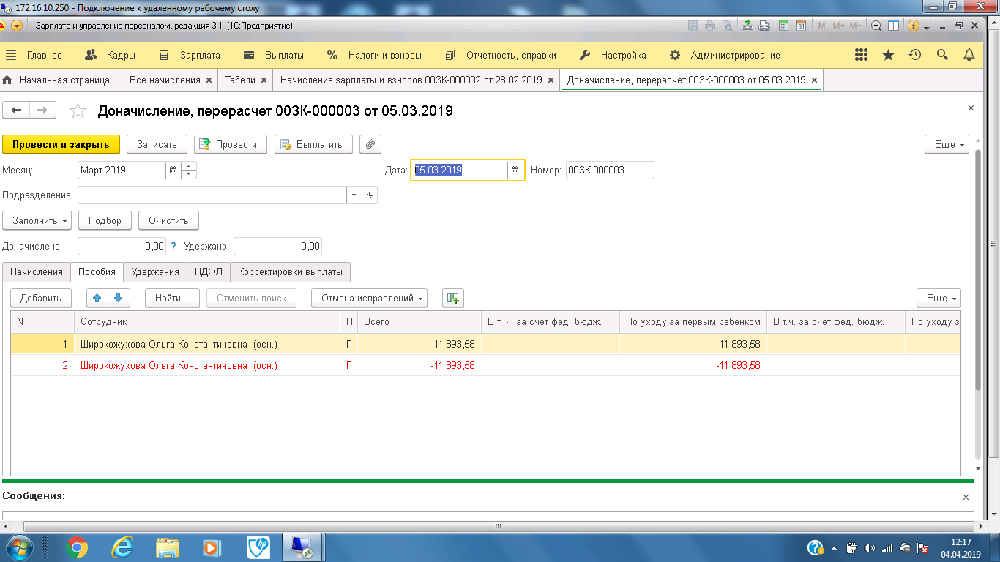 172.16.10.250 - Подключение к удаленному рабочему столу
Зарплата и управление персоналом, редакция 3.1 (1С:Предприятие)
M M+ M-
Главное Кадры Зарплата Выплаты % Налоги и взносы Отчетность, справки Настройка Администрирование
Начальная страница Все начисления × Табели × Начисление зарплаты и взносов 00ЗК-000002 от 28.02.2019 × Доначисление, перерасчет 00ЗК-000003 от 05.03.2019 ×
Доначисление, перерасчет 00ЗК-000003 от 05.03.2019 ×
Провести и закрыть Записать Провести Выплатить Еще
Месяц: Март 2019 Дата: 05.03.2019 Номер: 00ЗК-000003
Подразделение:
Заполнить Подбор Очистить
Доначислено: 0,00 ? Удержано: 0,00
Начисления Пособия Удержания НДФЛ Корректировки выплаты
Добавить Найти... Отменить поиск Отмена исправлений Еще
N Сотрудник Н Всего В т. ч. за счет фед. бюдж. По уходу за первым ребенком В т.ч. за счет фед. бюдж. По уходу з
1 Широкожухова Ольга Константиновна (осн.) Г 11 893,58 11 893,58
2 Широкожухова Ольга Константиновна (осн.) Г -11 893,58 -11 893,58
Сообщения: ×
12:17
04.04.2019